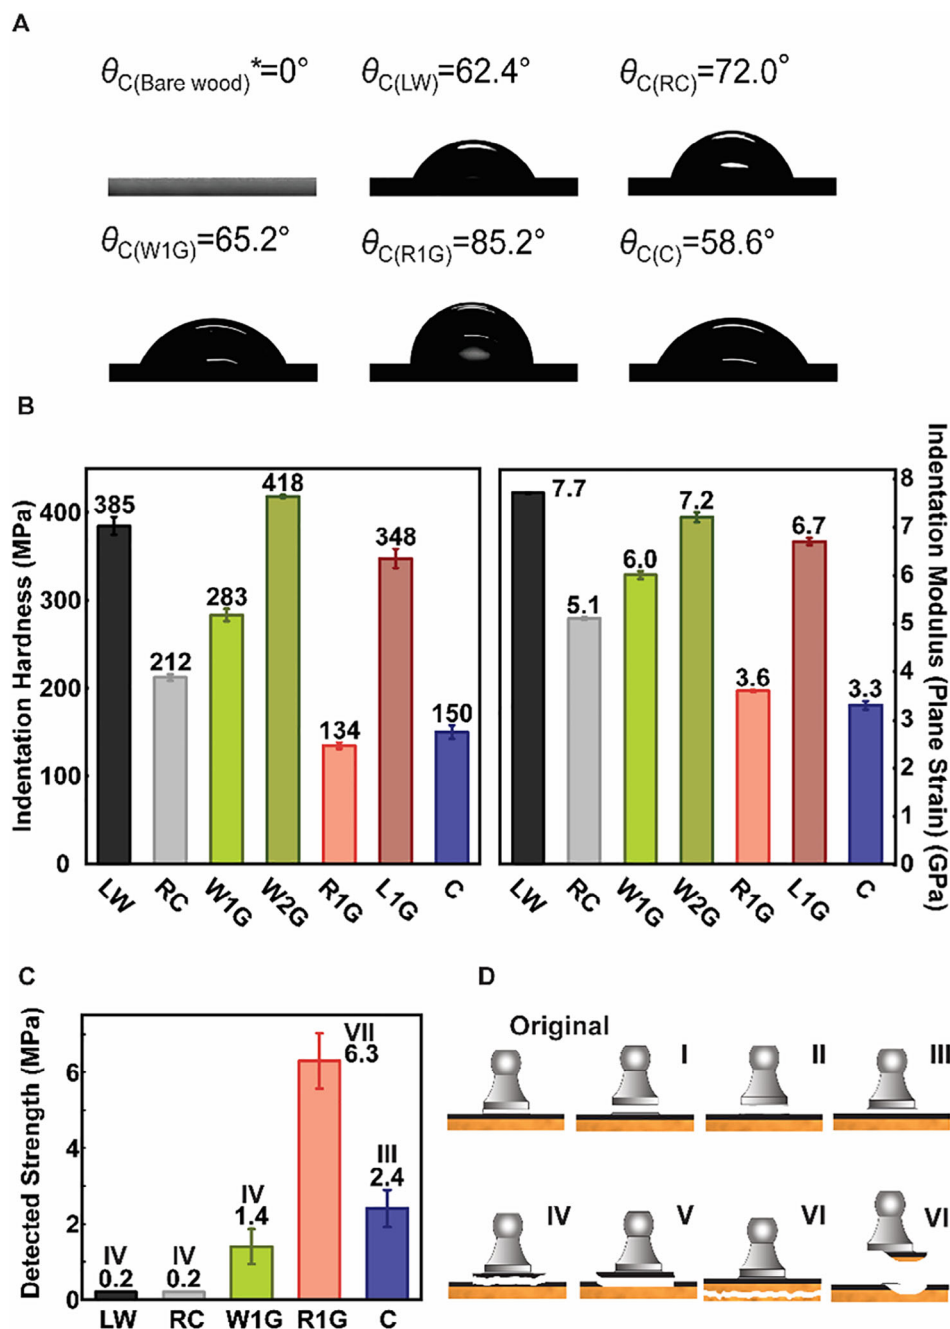 A
θC(Bare wood)*=0°
θC(LW)=62.4°
θC(RC)=72.0°
θC(W1G)=65.2°
θC(R1G)=85.2°
θC(C)=58.6°
B
Indentation Hardness (MPa)
400
300
200
100
0
385
212
283
418
134
348
150
LW
RC
W1G
W2G
R1G
L1G
C
7.7
5.1
6.0
7.2
3.6
6.7
3.3
LW
RC
W1G
W2G
R1G
L1G
C
8
7
6
5
4
3
2
1
0
Indentation Modulus (Plane Strain) (GPa)
C
Detected Strength (MPa)
6
4
2
0
IV
0.2
IV
0.2
IV
1.4
VII
6.3
III
2.4
LW
RC
W1G
R1G
C
D
Original
I
II
III
IV
V
VI
VI